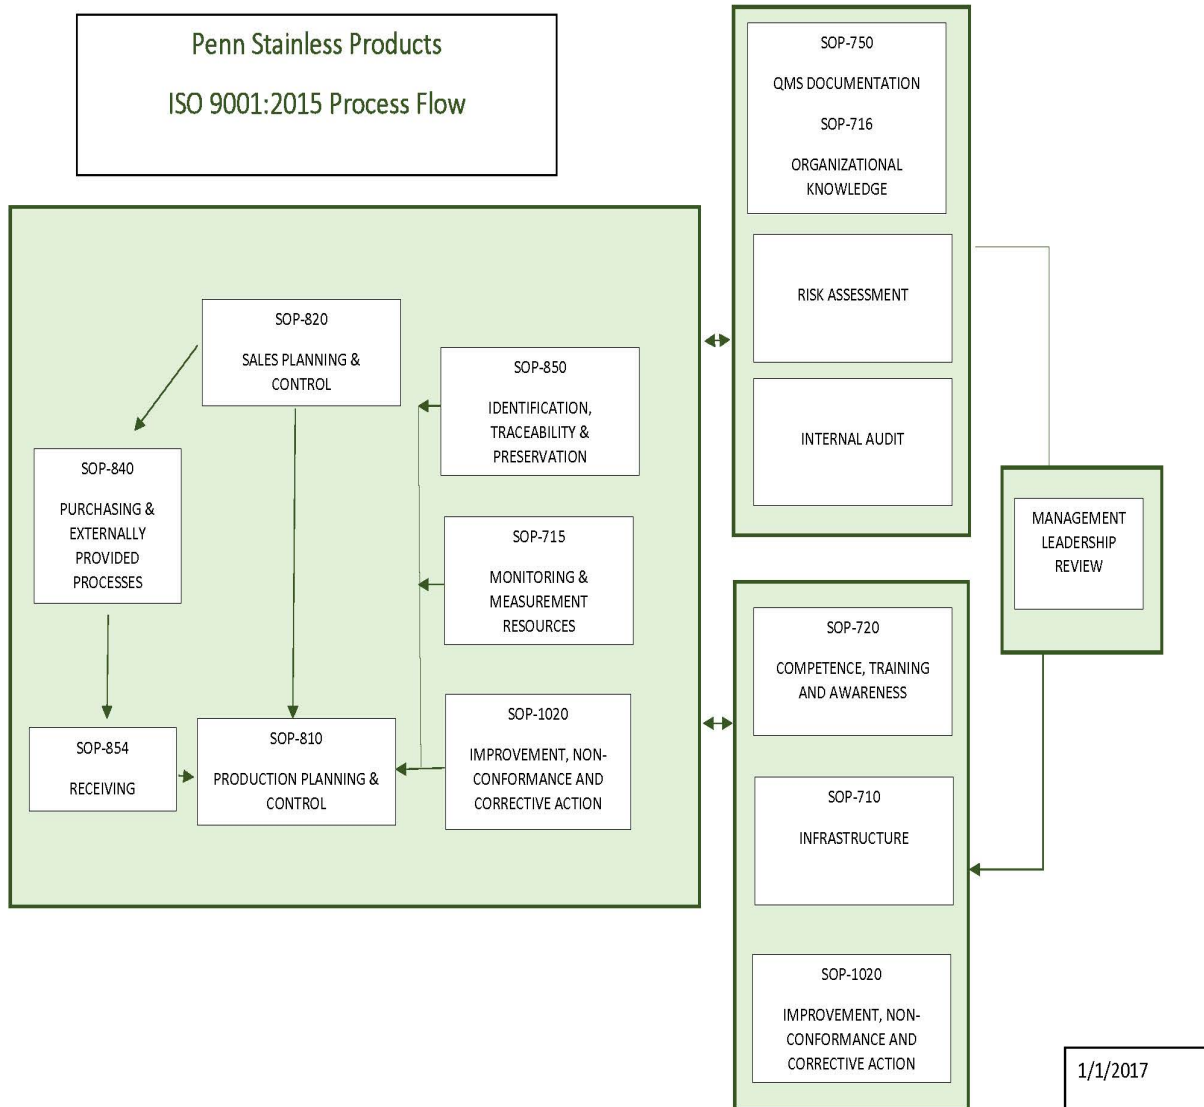 Penn Stainless Products
ISO 9001:2015 Process Flow
SOP-750
QMS DOCUMENTATION
SOP-716
ORGANIZATIONAL
KNOWLEDGE
RISK ASSESSMENT
INTERNAL AUDIT
SOP-820
SALES PLANNING &
CONTROL
SOP-850
IDENTIFICATION,
TRACEABILITY &
PRESERVATION
SOP-840
PURCHASING &
EXTERNALLY
PROVIDED
PROCESSES
SOP-715
MONITORING &
MEASUREMENT
RESOURCES
SOP-854
RECEIVING
SOP-810
PRODUCTION PLANNING &
CONTROL
SOP-1020
IMPROVEMENT, NON-
CONFORMANCE AND
CORRECTIVE ACTION
MANAGEMENT
LEADERSHIP
REVIEW
SOP-720
COMPETENCE, TRAINING
AND AWARENESS
SOP-710
INFRASTRUCTURE
SOP-1020
IMPROVEMENT, NON-
CONFORMANCE AND
CORRECTIVE ACTION
1/1/2017